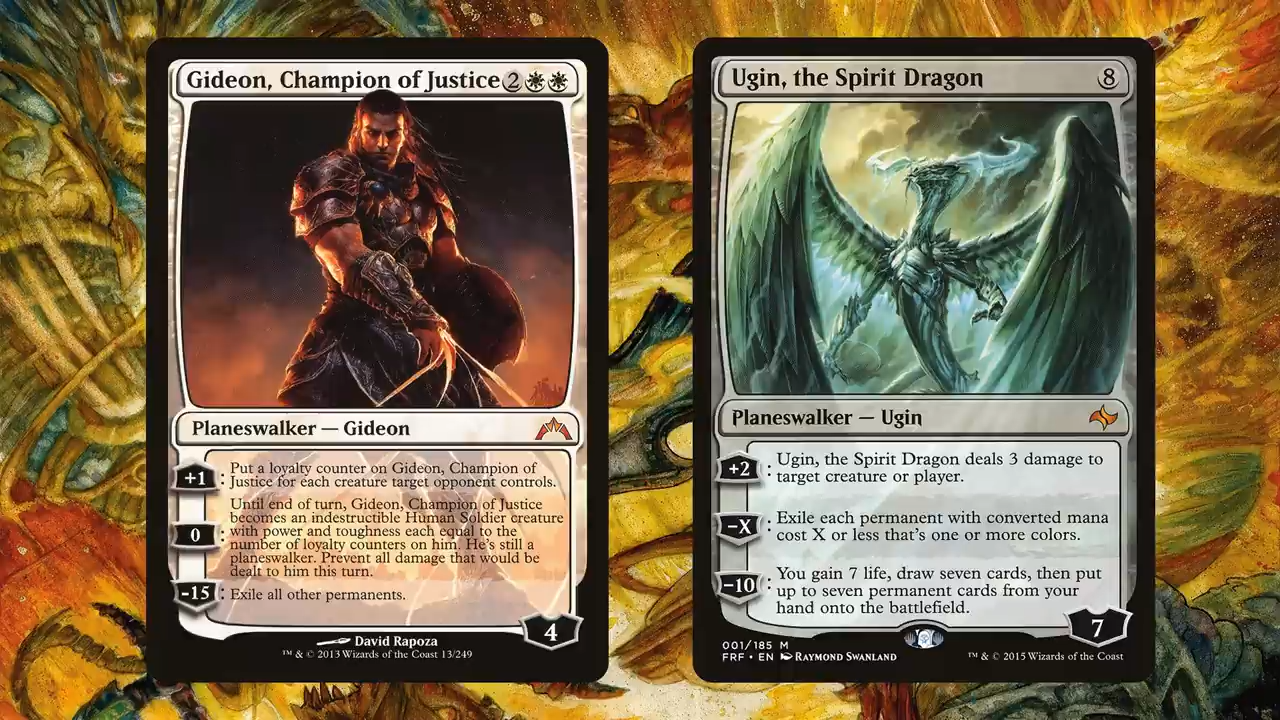 Gideon, Champion of Justice 2
Planeswalker — Gideon
+1 : Put a loyalty counter on Gideon, Champion of
Justice for each creature target opponent controls.
Until end of turn, Gideon, Champion of Justice
becomes an indestructible Human Soldier creature
0 : with power and toughness each equal to the
number of loyalty counters on him. He's still a
planeswalker. Prevent all damage that would be
dealt to him this turn.
-15 : Exile all other permanents.
4
David Rapoza
™ & © 2013 Wizards of the Coast 13/249
Ugin, the Spirit Dragon 8
Planeswalker — Ugin
+2 : Ugin, the Spirit Dragon deals 3 damage to
target creature or player.
−X : Exile each permanent with converted mana
cost X or less that's one or more colors.
−10 : You gain 7 life, draw seven cards, then put
up to seven permanent cards from your
hand onto the battlefield.
7
001/185 M
FRF • EN Raymond Swanland
™ & © 2015 Wizards of the Coast